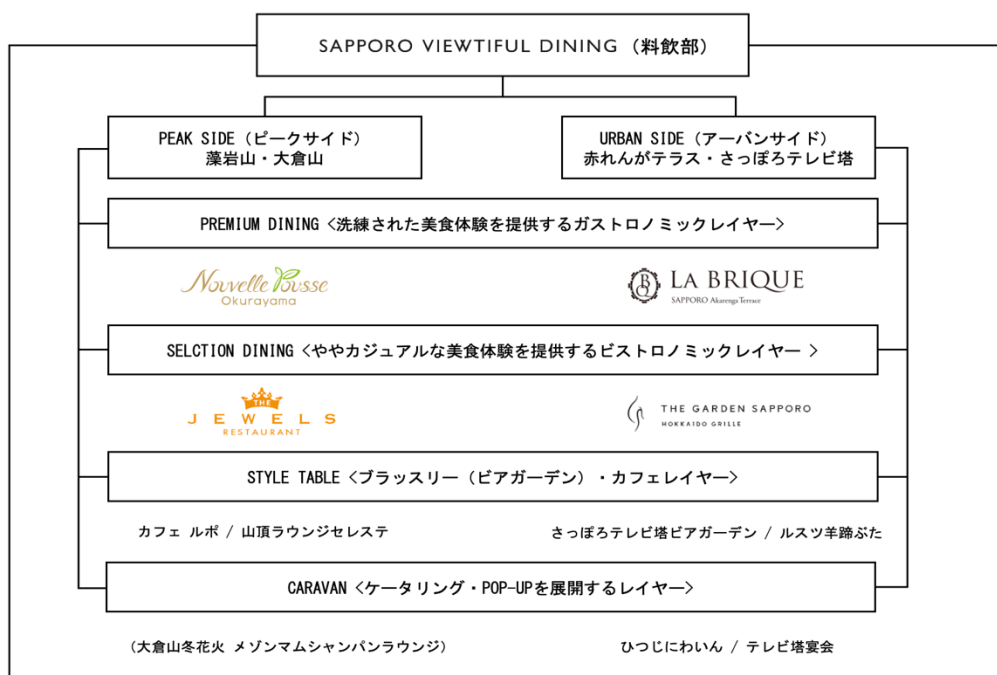 SAPPORO VIEWTIFUL DINING (料飲部)
PEAK SIDE (ピークサイド)
藻岩山・大倉山
URBAN SIDE (アーバンサイド)
赤れんがテラス・さっぽろテレビ塔
PREMIUM DINING <洗練された美食体験を提供するガストロノミックレイヤー>
Nouvelle Pousse
Okurayama
BQ
LA BRIQUE
SAPPORO Akarenga Terrace
SELCTION DINING <ややカジュアルな美食体験を提供するビストロノミックレイヤー >
THE
JEWELS
RESTAURANT
THE GARDEN SAPPORO
HOKKAIDO GRILLE
STYLE TABLE <ブラッスリー(ビアガーデン)・カフェレイヤー>
カフェ ルポ / 山頂ラウンジセレステ
さっぽろテレビ塔ビアガーデン / ルスツ羊蹄ぶた
CARAVAN <ケータリング・POP-UPを展開するレイヤー>
(大倉山冬花火 メゾンマムシャンパンラウンジ)
ひつじにわいん / テレビ塔宴会